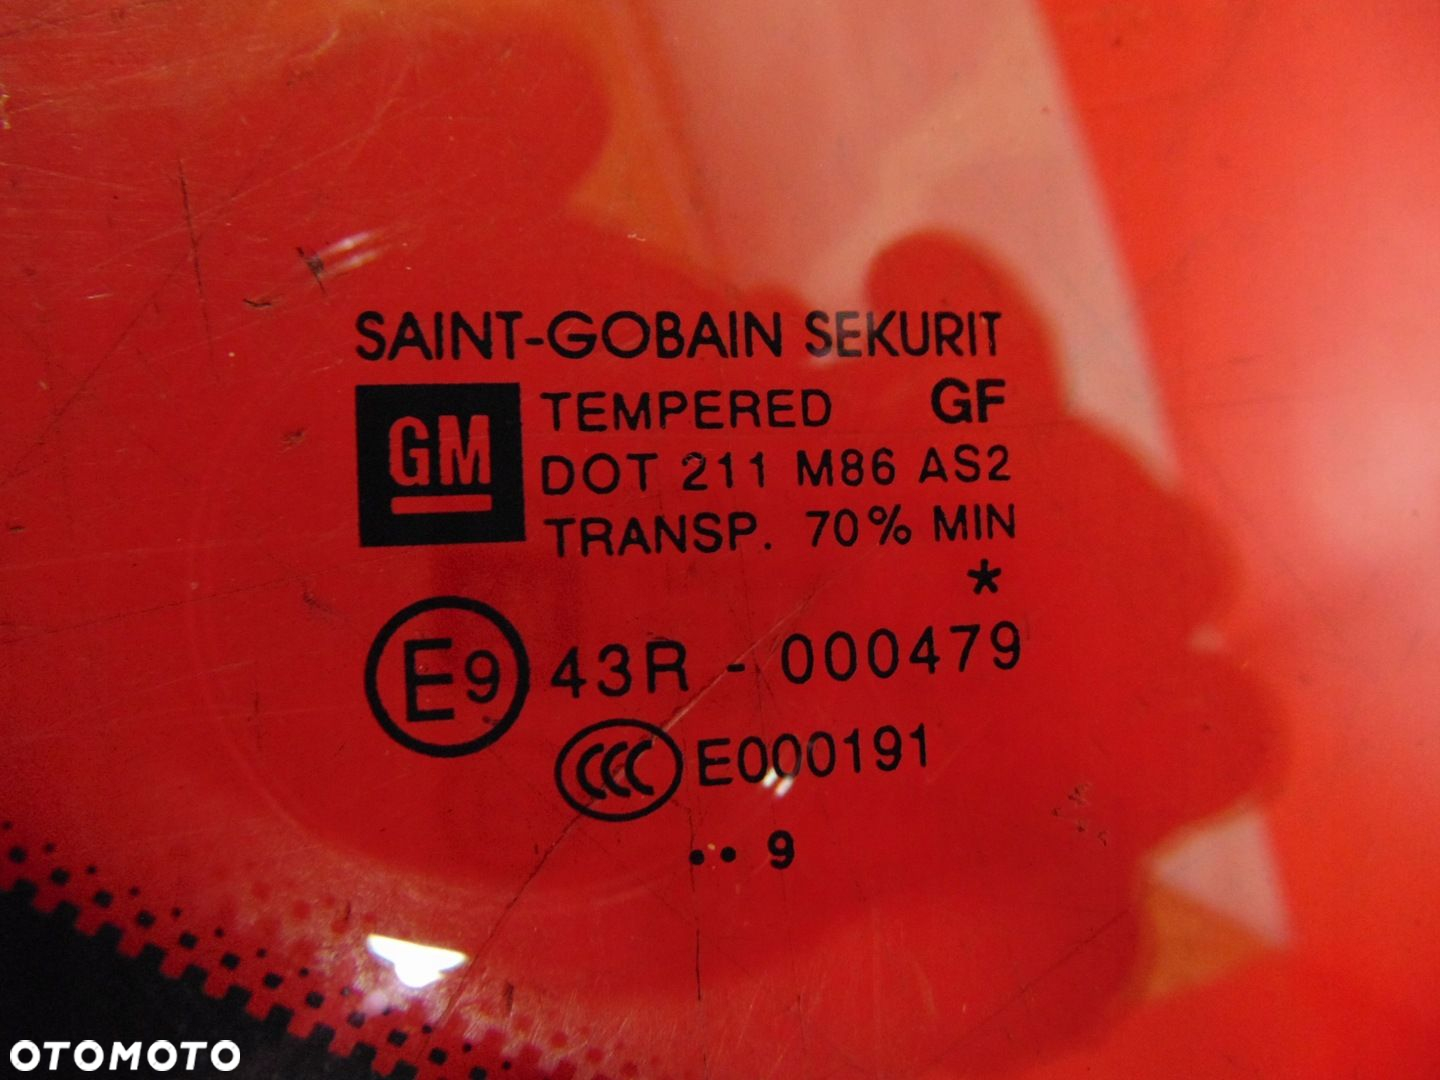 SAINT-GOBAIN SEKURIT
GM
TEMPERED GF
DOT 211 M86 AS2
TRANSP. 70% MIN
*
E9 43R - 000479
CCC E000191
•• 9
OTOMOTO